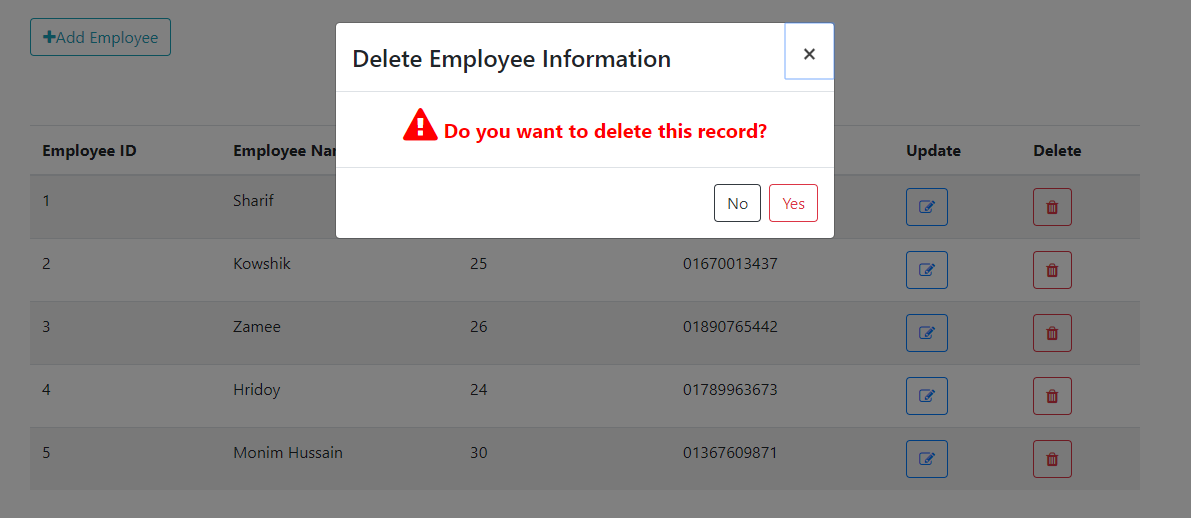 Add Employee
Delete Employee Information ×
Do you want to delete this record?
No Yes
Employee ID Employee Update Delete
1 Sharif
2 Kowshik 25 01670013437
3 Zamee 26 01890765442
4 Hridoy 24 01789963673
5 Monim Hussain 30 01367609871